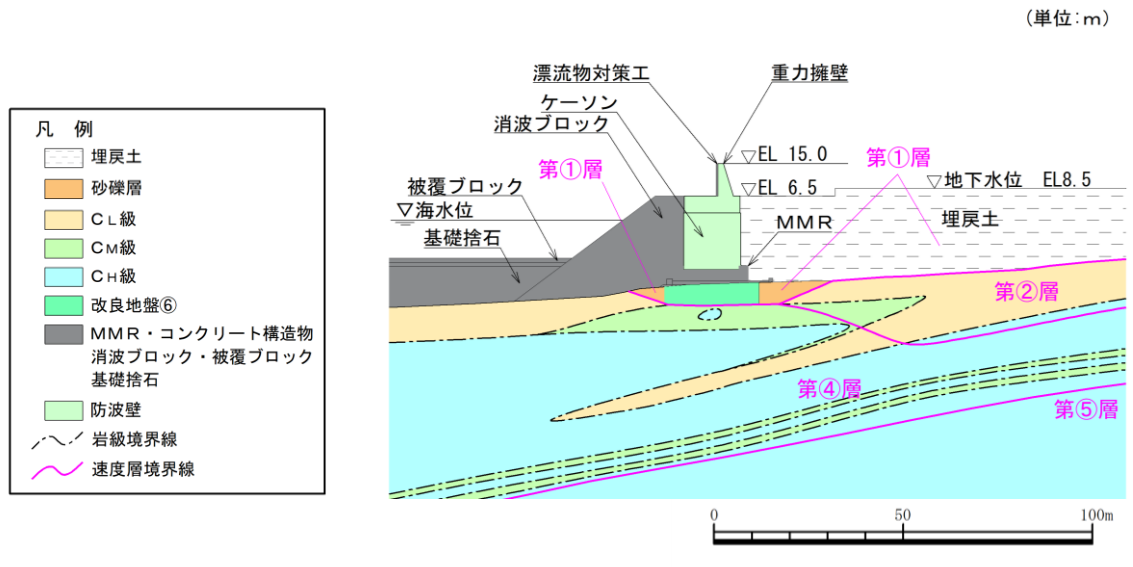 (単位:m)
漂流物対策工
重力擁壁
ケーソン
消波ブロック
第①層
▽EL 15.0
第①層
被覆ブロック
▽EL 6.5
▽地下水位 EL8.5
▽海水位
埋戻土
MMR
基礎捨石
第②層
第④層
第⑤層
0 50 100m
凡 例
埋戻土
砂礫層
CL級
CM級
CH級
改良地盤⑥
MMR・コンクリート構造物
消波ブロック・被覆ブロック
基礎捨石
防波壁
岩級境界線
速度層境界線